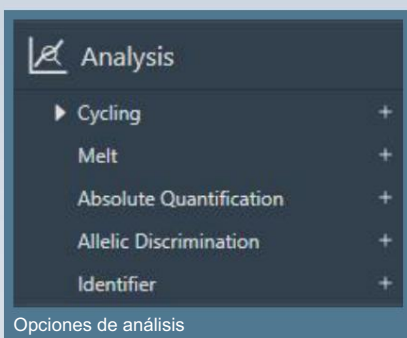 Analysis
Cycling +
Melt +
Absolute Quantification +
Allelic Discrimination +
Identifier +
Opciones de análisis